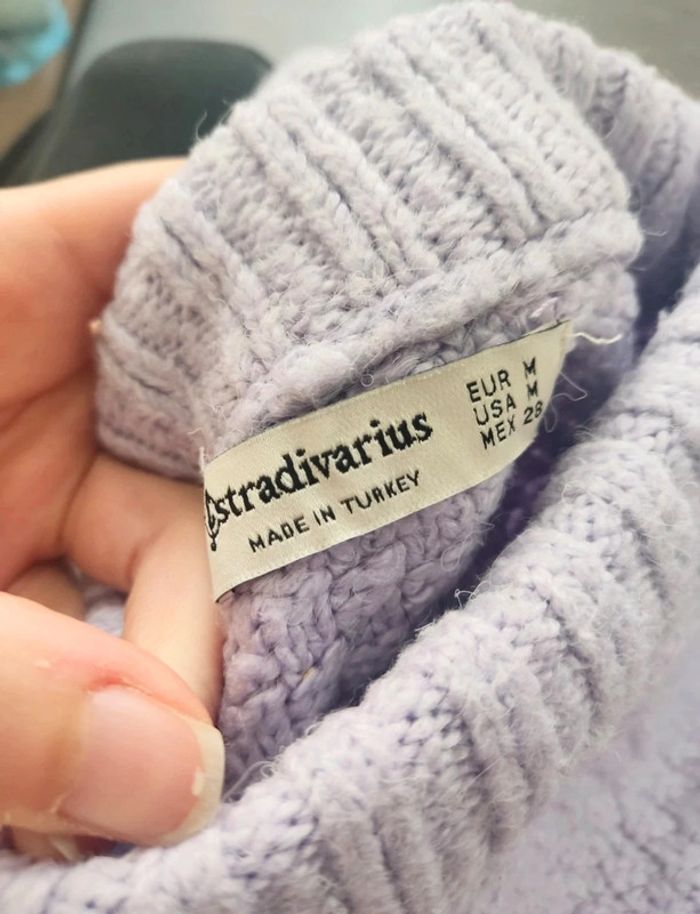 stradivarius
MADE IN TURKEY
EUR M
USA M
MEX 28